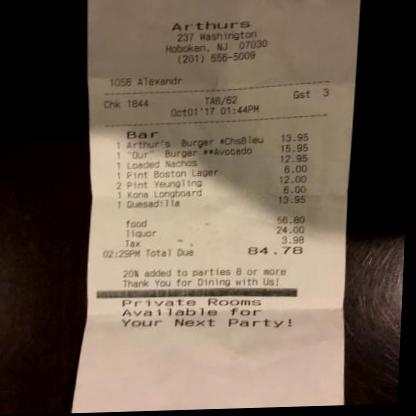 Arthurs
237 Washington
Hoboken, NJ 07030
(201) 656-5009
1058 Alexandr
Chk 1844 TAB/62 Gst 3
Oct01'17 01:44PM
Bar
1 Arthur's Burger *ChsBleu 13.95
1 "Our" Burger **Avocado 15.95
1 Loaded Nachos 12.95
1 Pint Boston Lager 6.00
2 Pint Yeungling 12.00
1 Kona Longboard 6.00
1 Quesadilla 13.95
food 56.80
liquor 24.00
Tax 3.98
02:29PM Total Due 84.78
20% added to parties 8 or more
Thank You for Dining with Us!
Private Rooms
Available for
Your Next Party!